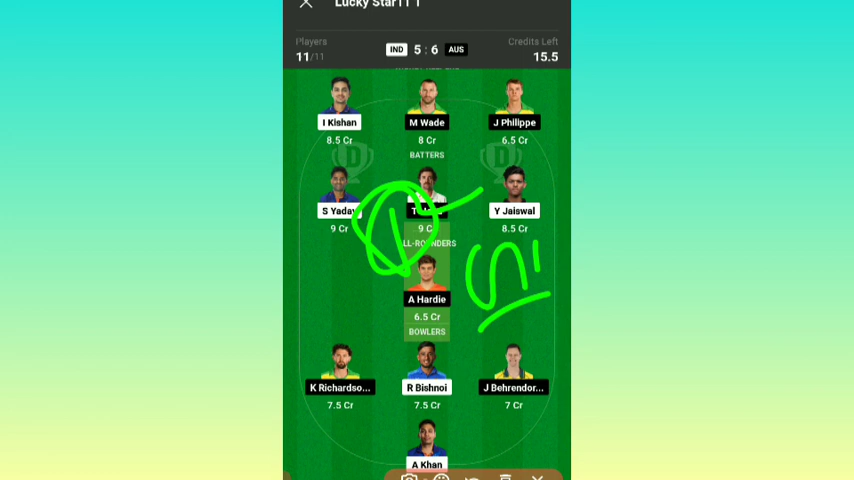 Lucky Star11 1
Players
Credits Left
11/11
IND 5 : 6 AUS
15.5
I Kishan
M Wade
J Philippe
8.5 Cr
8 Cr
6.5 Cr
BATTERS
S Yadav
Y Jaiswal
9 Cr
9 Cr
8.5 Cr
ALL-ROUNDERS
A Hardie
6.5 Cr
BOWLERS
K Richardso...
R Bishnoi
J Behrendor...
7.5 Cr
7.5 Cr
7 Cr
A Khan